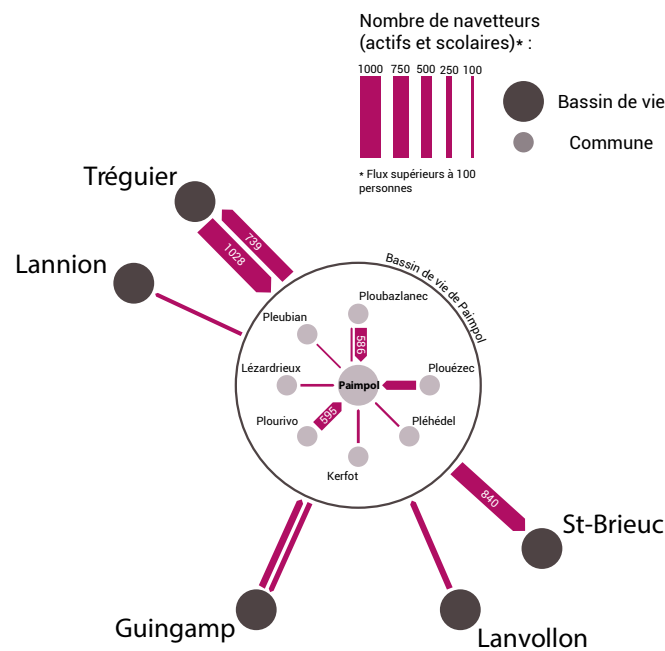 Nombre de navetteurs
(actifs et scolaires)* :
1000 750 500 250 100
Bassin de vie
Commune
* Flux supérieurs à 100
personnes
Tréguier
739
1028
Lannion
Bassin de vie de Paimpol
Ploubazlanec
Pleubian
586
Lézardrieux
Paimpol
Plouézec
Plourivo
595
Pléhédel
Kerfot
840
St-Brieuc
Guingamp
Lanvollon